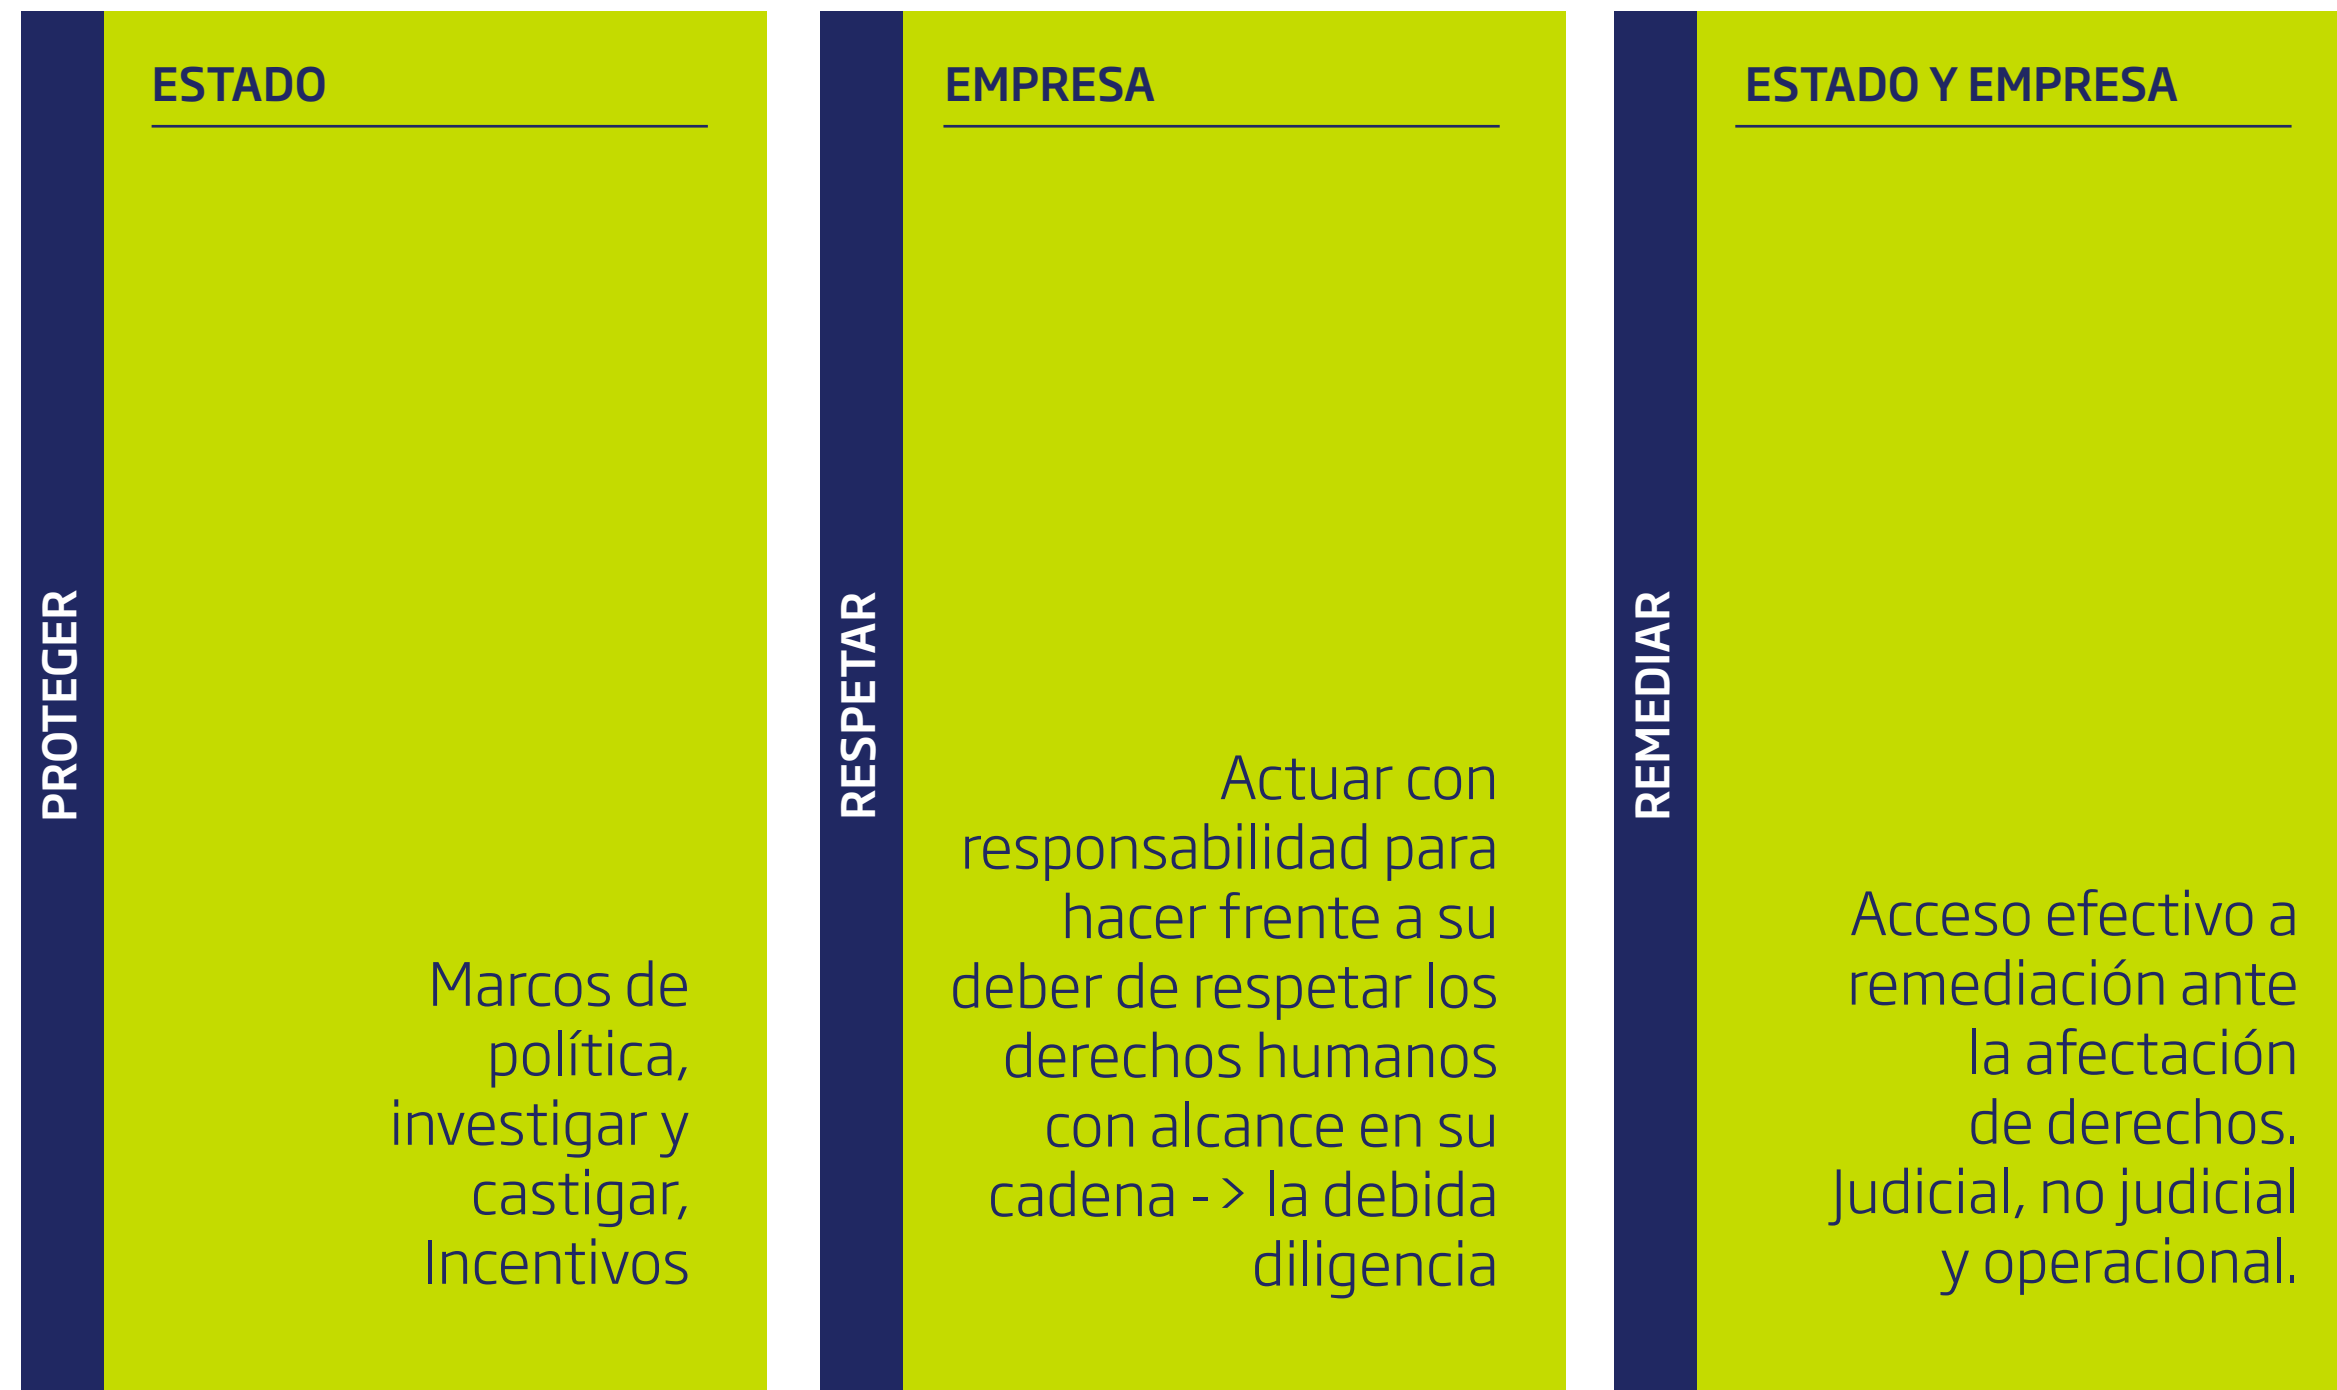 PROTEGER
ESTADO
Marcos de
política,
investigar y
castigar,
Incentivos
RESPETAR
EMPRESA
Actuar con
responsabilidad para
hacer frente a su
deber de respetar los
derechos humanos
con alcance en su
cadena -> la debida
diligencia
REMEDIAR
ESTADO Y EMPRESA
Acceso efectivo a
remediación ante
la afectación
de derechos.
Judicial, no judicial
y operacional.